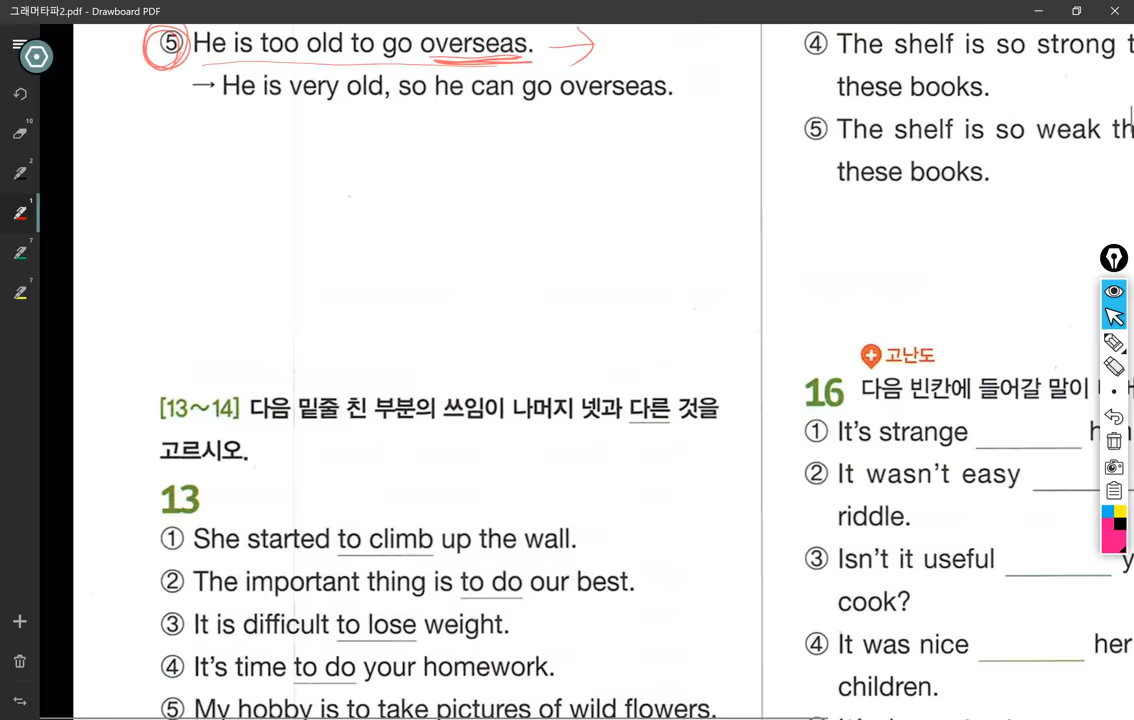 그래머타파2.pdf - Drawboard PDF
⑤ He is too old to go overseas.
→ He is very old, so he can go overseas.
[13~14] 다음 밑줄 친 부분의 쓰임이 나머지 넷과 다른 것을
고르시오.
13
① She started to climb up the wall.
② The important thing is to do our best.
③ It is difficult to lose weight.
④ It's time to do your homework.
⑤ My hobby is to take pictures of wild flowers.
④ The shelf is so strong
these books.
⑤ The shelf is so weak
these books.
고난도
16 다음 빈칸에 들어갈 말이
① It's strange
② It wasn't easy
riddle.
③ Isn't it useful
cook?
④ It was nice her
children.
10
2
1
7
7